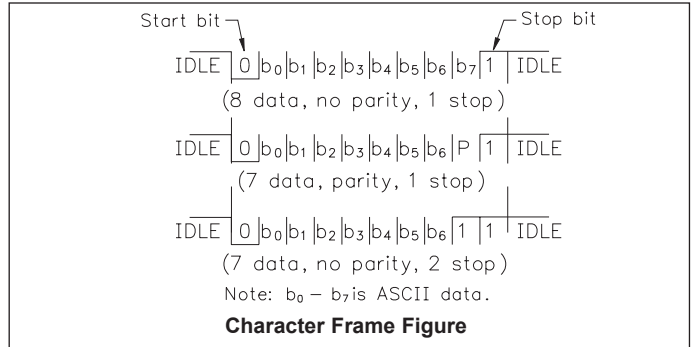 Start bit Stop bit
IDLE 0 b₀ b₁ b₂ b₃ b₄ b₅ b₆ b₇ 1 IDLE
(8 data, no parity, 1 stop)
IDLE 0 b₀ b₁ b₂ b₃ b₄ b₅ b₆ P 1 IDLE
(7 data, parity, 1 stop)
IDLE 0 b₀ b₁ b₂ b₃ b₄ b₅ b₆ 1 1 IDLE
(7 data, no parity, 2 stop)
Note: b₀ – b₇is ASCII data.
Character Frame Figure